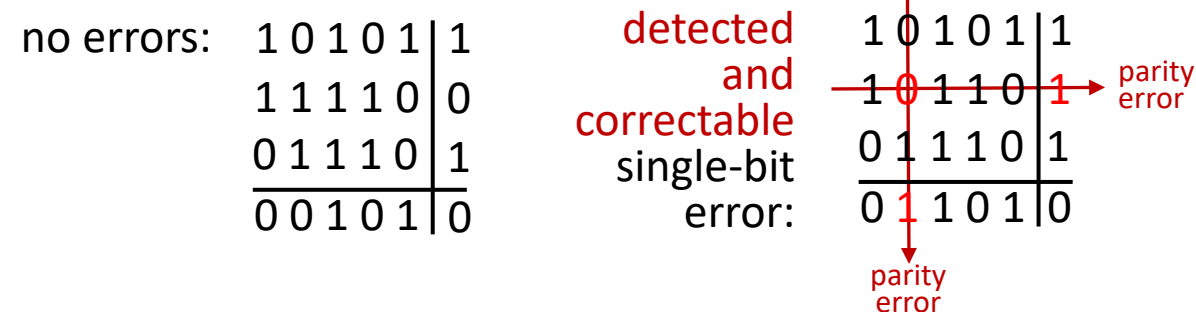 no errors:
1 0 1 0 1 1
1 1 1 1 0 0
0 1 1 1 0 1
0 0 1 0 1 0
detected
and
correctable
single-bit
error:
1 0 1 0 1 1
1 0 1 1 0 1
0 1 1 1 0 1
0 1 1 0 1 0
parity
error
parity
error